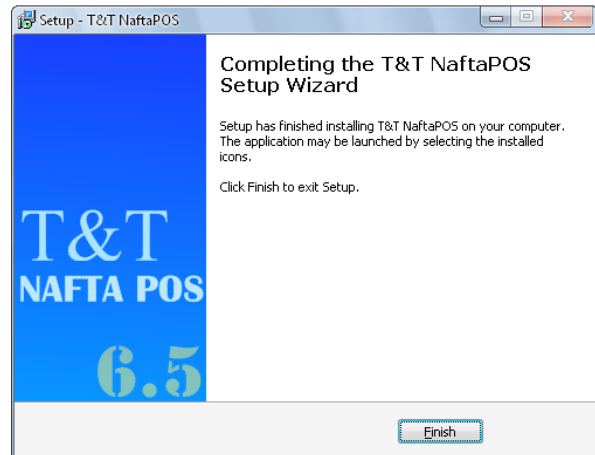 Setup - T&T NaftaPOS
Completing the T&T NaftaPOS
Setup Wizard
Setup has finished installing T&T NaftaPOS on your computer.
The application may be launched by selecting the installed
icons.
Click Finish to exit Setup.
T&T
NAFTA POS
6.5
Finish